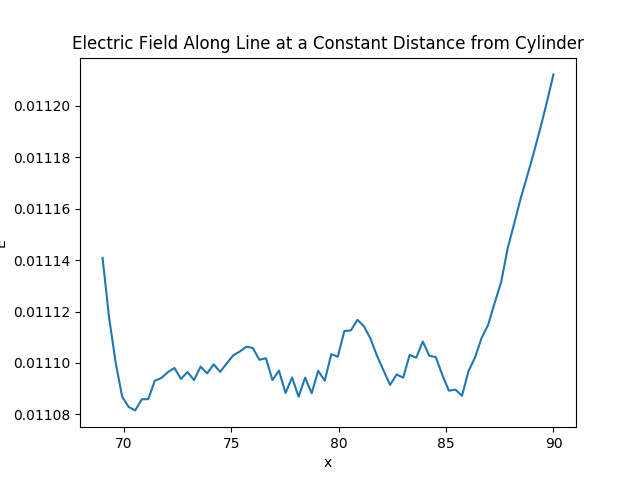 Electric Field Along Line at a Constant Distance from Cylinder
0.01120
0.01118
0.01116
0.01114
0.01112
0.01110
0.01108
70 75 80 85 90
x